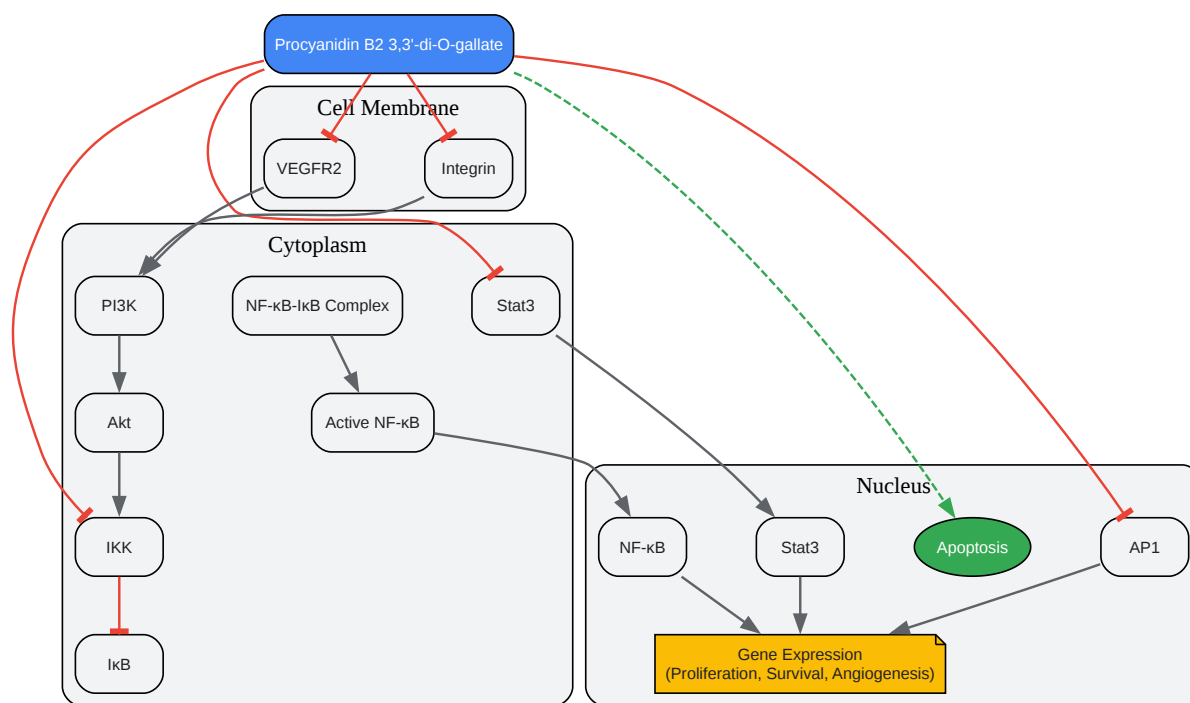 Procyanidin B2 3,3'-di-O-gallate
Cell Membrane
VEGFR2
Integrin
Cytoplasm
PI3K
NF-κB-IκB Complex
Stat3
Akt
Active NF-κB
Nucleus
IKK
NF-κB
Stat3
Apoptosis
AP1
IκB
Gene Expression
(Proliferation, Survival, Angiogenesis)